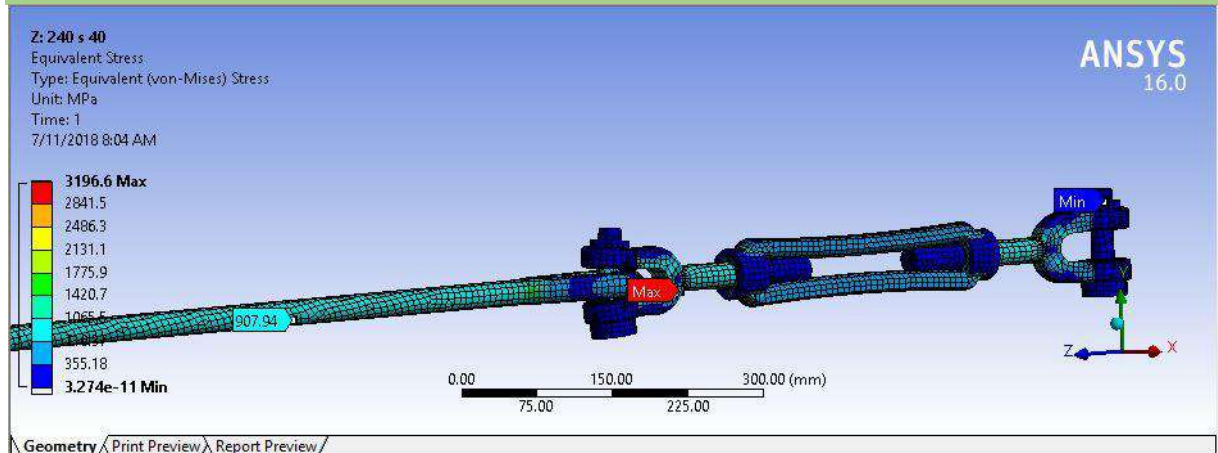 Z: 240 s 40
Equivalent Stress
Type: Equivalent (von-Mises) Stress
Unit: MPa
Time: 1
7/11/2018 8:04 AM
ANSYS
16.0
3196.6 Max
2841.5
2486.3
2131.1
1775.9
1420.7
355.18
3.274e-11 Min
907.94
Max
Min
Y
Z
X
0.00 150.00 300.00 (mm)
75.00 225.00
Geometry Print Preview Report Preview